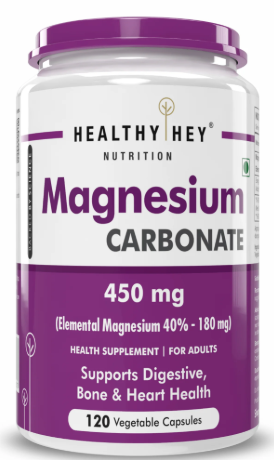 HEALTHY HEY®
NUTRITION
Magnesium
CARBONATE
450 mg
(Elemental Magnesium 40% - 180 mg)
HEALTH SUPPLEMENT | FOR ADULTS
Supports Digestive,
Bone & Heart Health
120 Vegetable Capsules